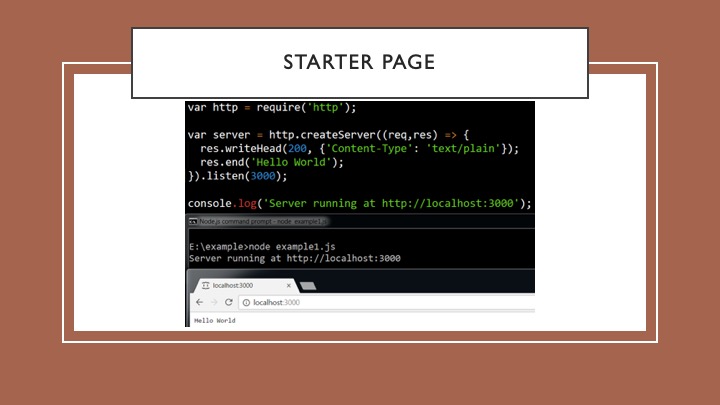 STARTER PAGE
var http = require('http');
var server = http.createServer((req,res) => {
res.writeHead(200, {'Content-Type': 'text/plain'});
res.end('Hello World');
}).listen(3000);
console.log('Server running at http://localhost:3000');
Node.js command prompt - node example1.js
E:\example>node example1.js
Server running at http://localhost:3000
localhost:3000
localhost:3000
Hello World